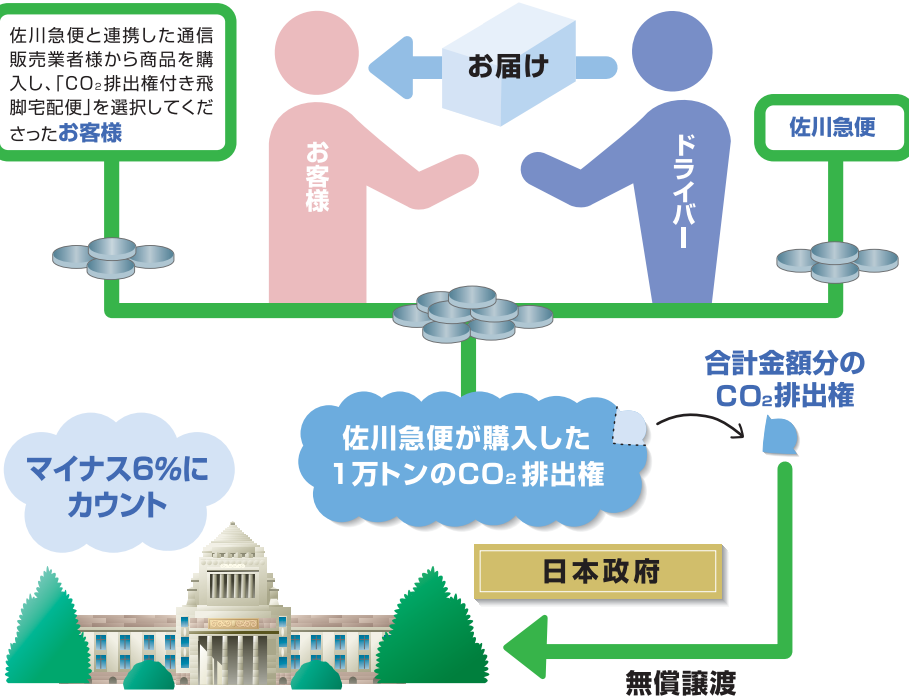 佐川急便と連携した通信
販売業者様から商品を購
入し、「CO₂排出権付き飛
脚宅配便」を選択してくだ
さったお客様
お届け
佐川急便
お客様
ドライバー
合計金額分の
CO₂排出権
佐川急便が購入した
1万トンのCO₂排出権
マイナス6%に
カウント
日本政府
無償譲渡